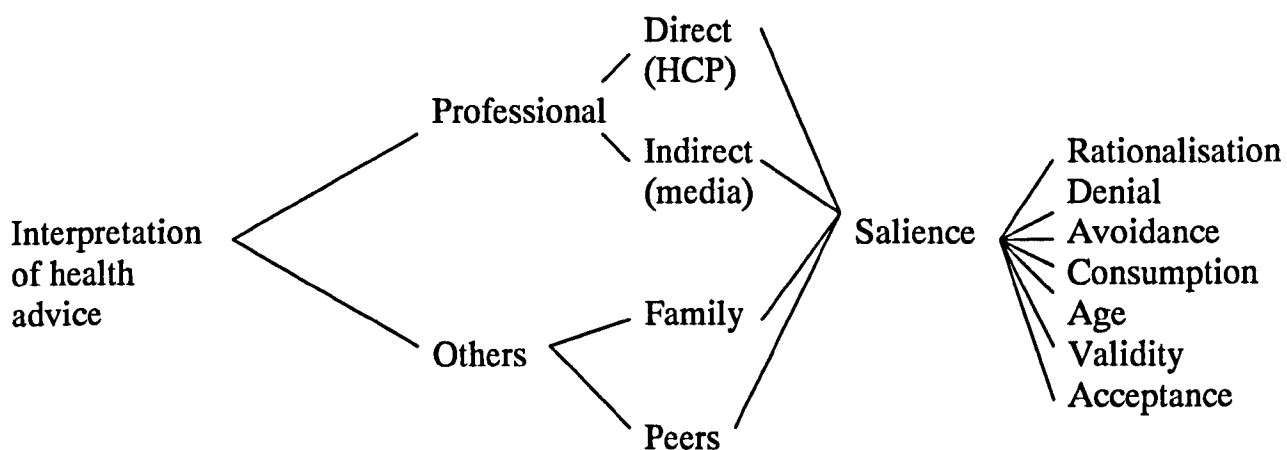 Interpretation
of health
advice
Professional
Others
Direct
(HCP)
Indirect
(media)
Family
Peers
Salience
Rationalisation
Denial
Avoidance
Consumption
Age
Validity
Acceptance